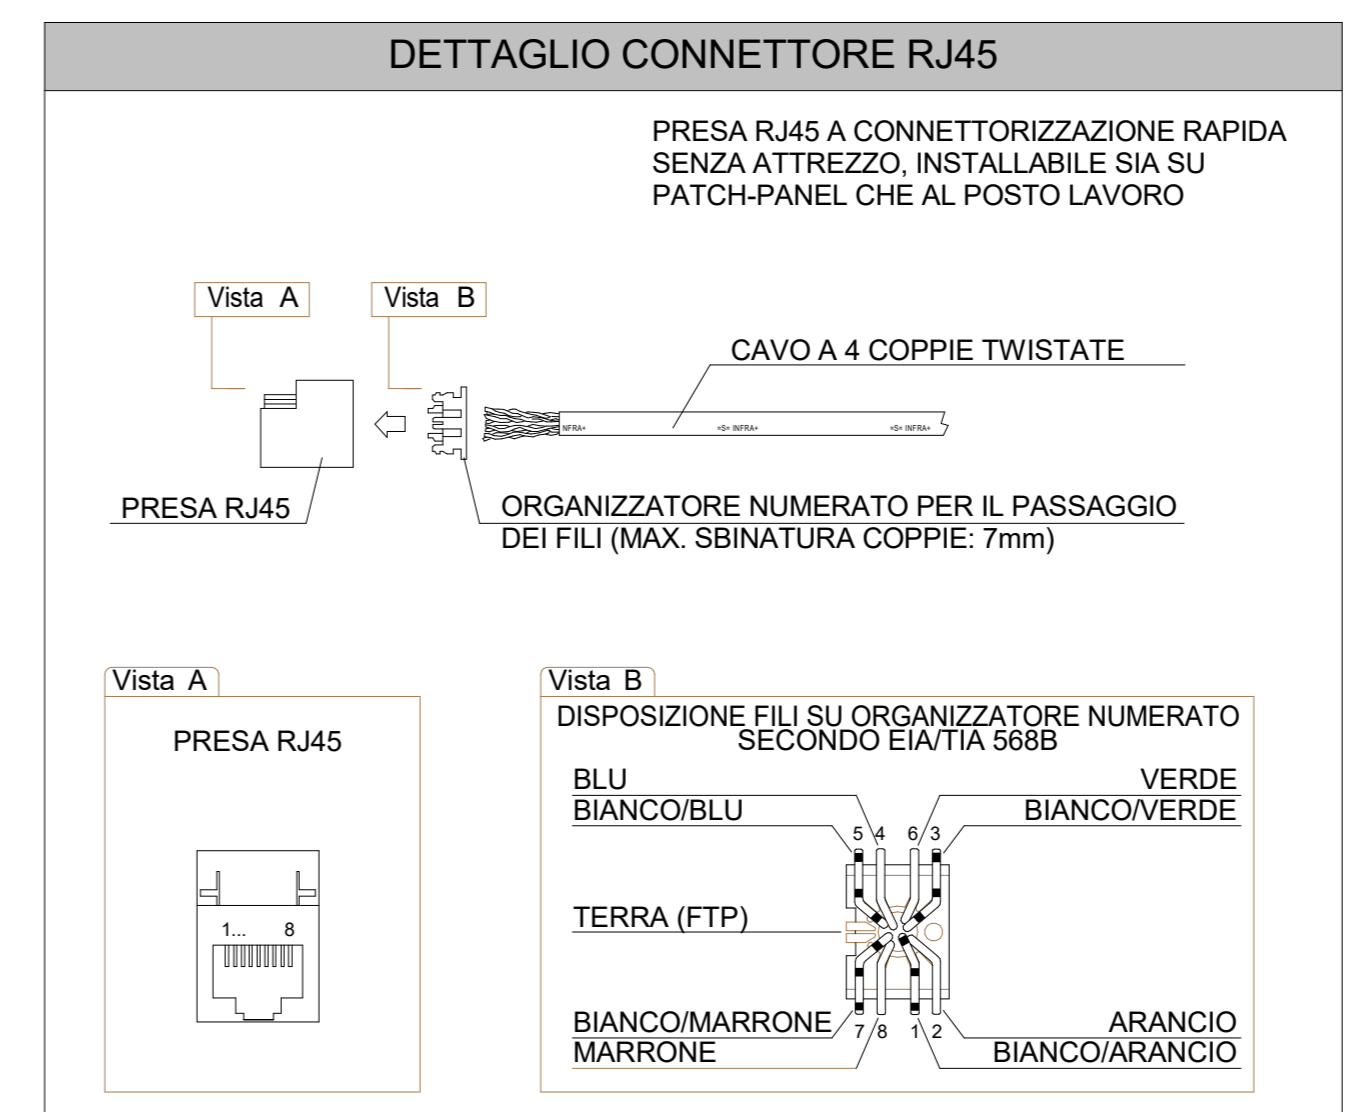 DETTAGLIO CONNETTORE RJ45
PRESA RJ45 A CONNETTORIZZAZIONE RAPIDA
SENZA ATTREZZO, INSTALLABILE SIA SU
PATCH-PANEL CHE AL POSTO LAVORO
Vista A
Vista B
CAVO A 4 COPPIE TWISTATE
NFRA+
=S= INFRA+
=S= INFRA+
PRESA RJ45
ORGANIZZATORE NUMERATO PER IL PASSAGGIO
DEI FILI (MAX. SBINATURA COPPIE: 7mm)
Vista A
PRESA RJ45
1... 8
Vista B
DISPOSIZIONE FILI SU ORGANIZZATORE NUMERATO
SECONDO EIA/TIA 568B
BLU
VERDE
BIANCO/BLU
BIANCO/VERDE
5 4 6 3
TERRA (FTP)
BIANCO/MARRONE
7 8 1 2
ARANCIO
MARRONE
BIANCO/ARANCIO